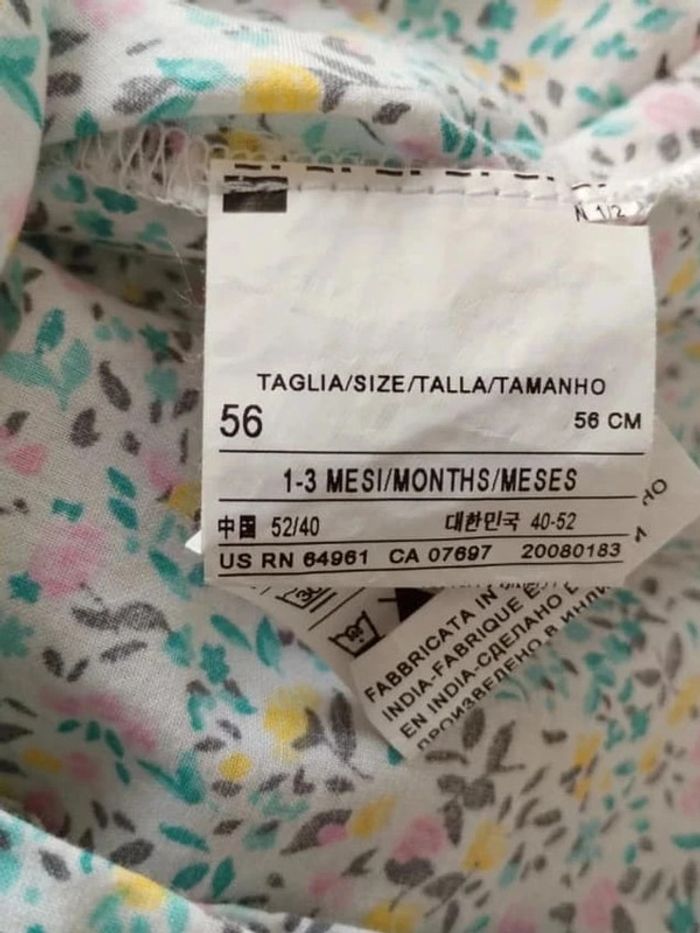 N 1/2
TAGLIA/SIZE/TALLA/TAMANHO
56 56 CM
1-3 MESI/MONTHS/MESES
中国 52/40 대한민국 40-52
US RN 64961 CA 07697 20080183
FABBRICATA IN
INDIA-FABRIQUE
EN INDIA-СДЕЛАНО
ПРОИЗВЕДЕНО В